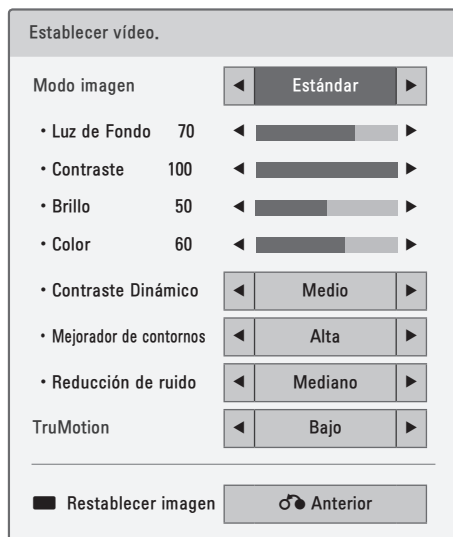 Establecer vídeo.
Modo imagen ◄ Estándar ►
• Luz de Fondo 70 ◄ ►
• Contraste 100 ◄ ►
• Brillo 50 ◄ ►
• Color 60 ◄ ►
• Contraste Dinámico ◄ Medio ►
• Mejorador de contornos ◄ Alta ►
• Reducción de ruido ◄ Mediano ►
TruMotion ◄ Bajo ►
Restablecer imagen Anterior